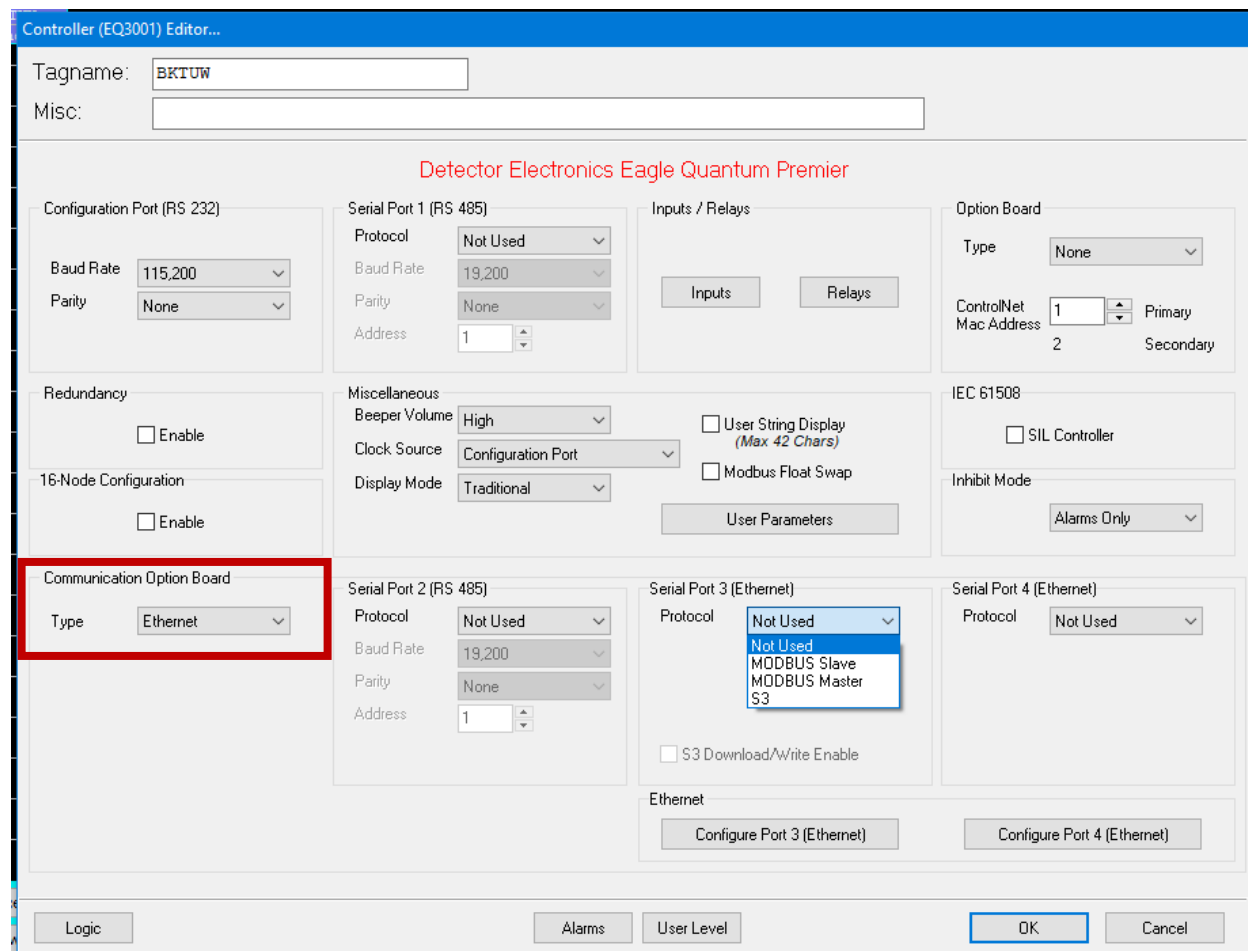 Controller (EQ3001) Editor...
Tagname: BKTUW
Misc:
Detector Electronics Eagle Quantum Premier
Configuration Port (RS 232)
Baud Rate 115,200
Parity None
Serial Port 1 (RS 485)
Protocol Not Used
Baud Rate 19,200
Parity None
Address 1
Inputs / Relays
Inputs Relays
Option Board
Type None
ControlNet
Mac Address 1 Primary
2 Secondary
Redundancy
Enable
16-Node Configuration
Enable
Miscellaneous
Beeper Volume High
Clock Source Configuration Port
Display Mode Traditional
User String Display
(Max 42 Chars)
Modbus Float Swap
User Parameters
IEC 61508
SIL Controller
Inhibit Mode
Alarms Only
Communication Option Board
Type Ethernet
Serial Port 2 (RS 485)
Protocol Not Used
Baud Rate 19,200
Parity None
Address 1
Serial Port 3 (Ethernet)
Protocol Not Used
Not Used
MODBUS Slave
MODBUS Master
S3
S3 Download/Write Enable
Serial Port 4 (Ethernet)
Protocol Not Used
Ethernet
Configure Port 3 (Ethernet) Configure Port 4 (Ethernet)
Logic Alarms User Level OK Cancel